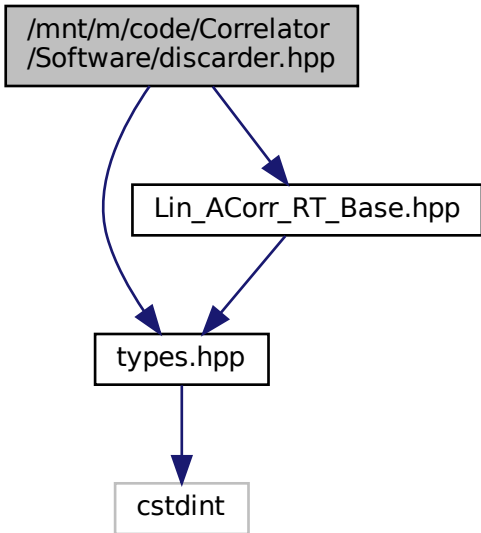 /mnt/m/code/Correlator
/Software/discarder.hpp
Lin_ACorr_RT_Base.hpp
types.hpp
cstdint